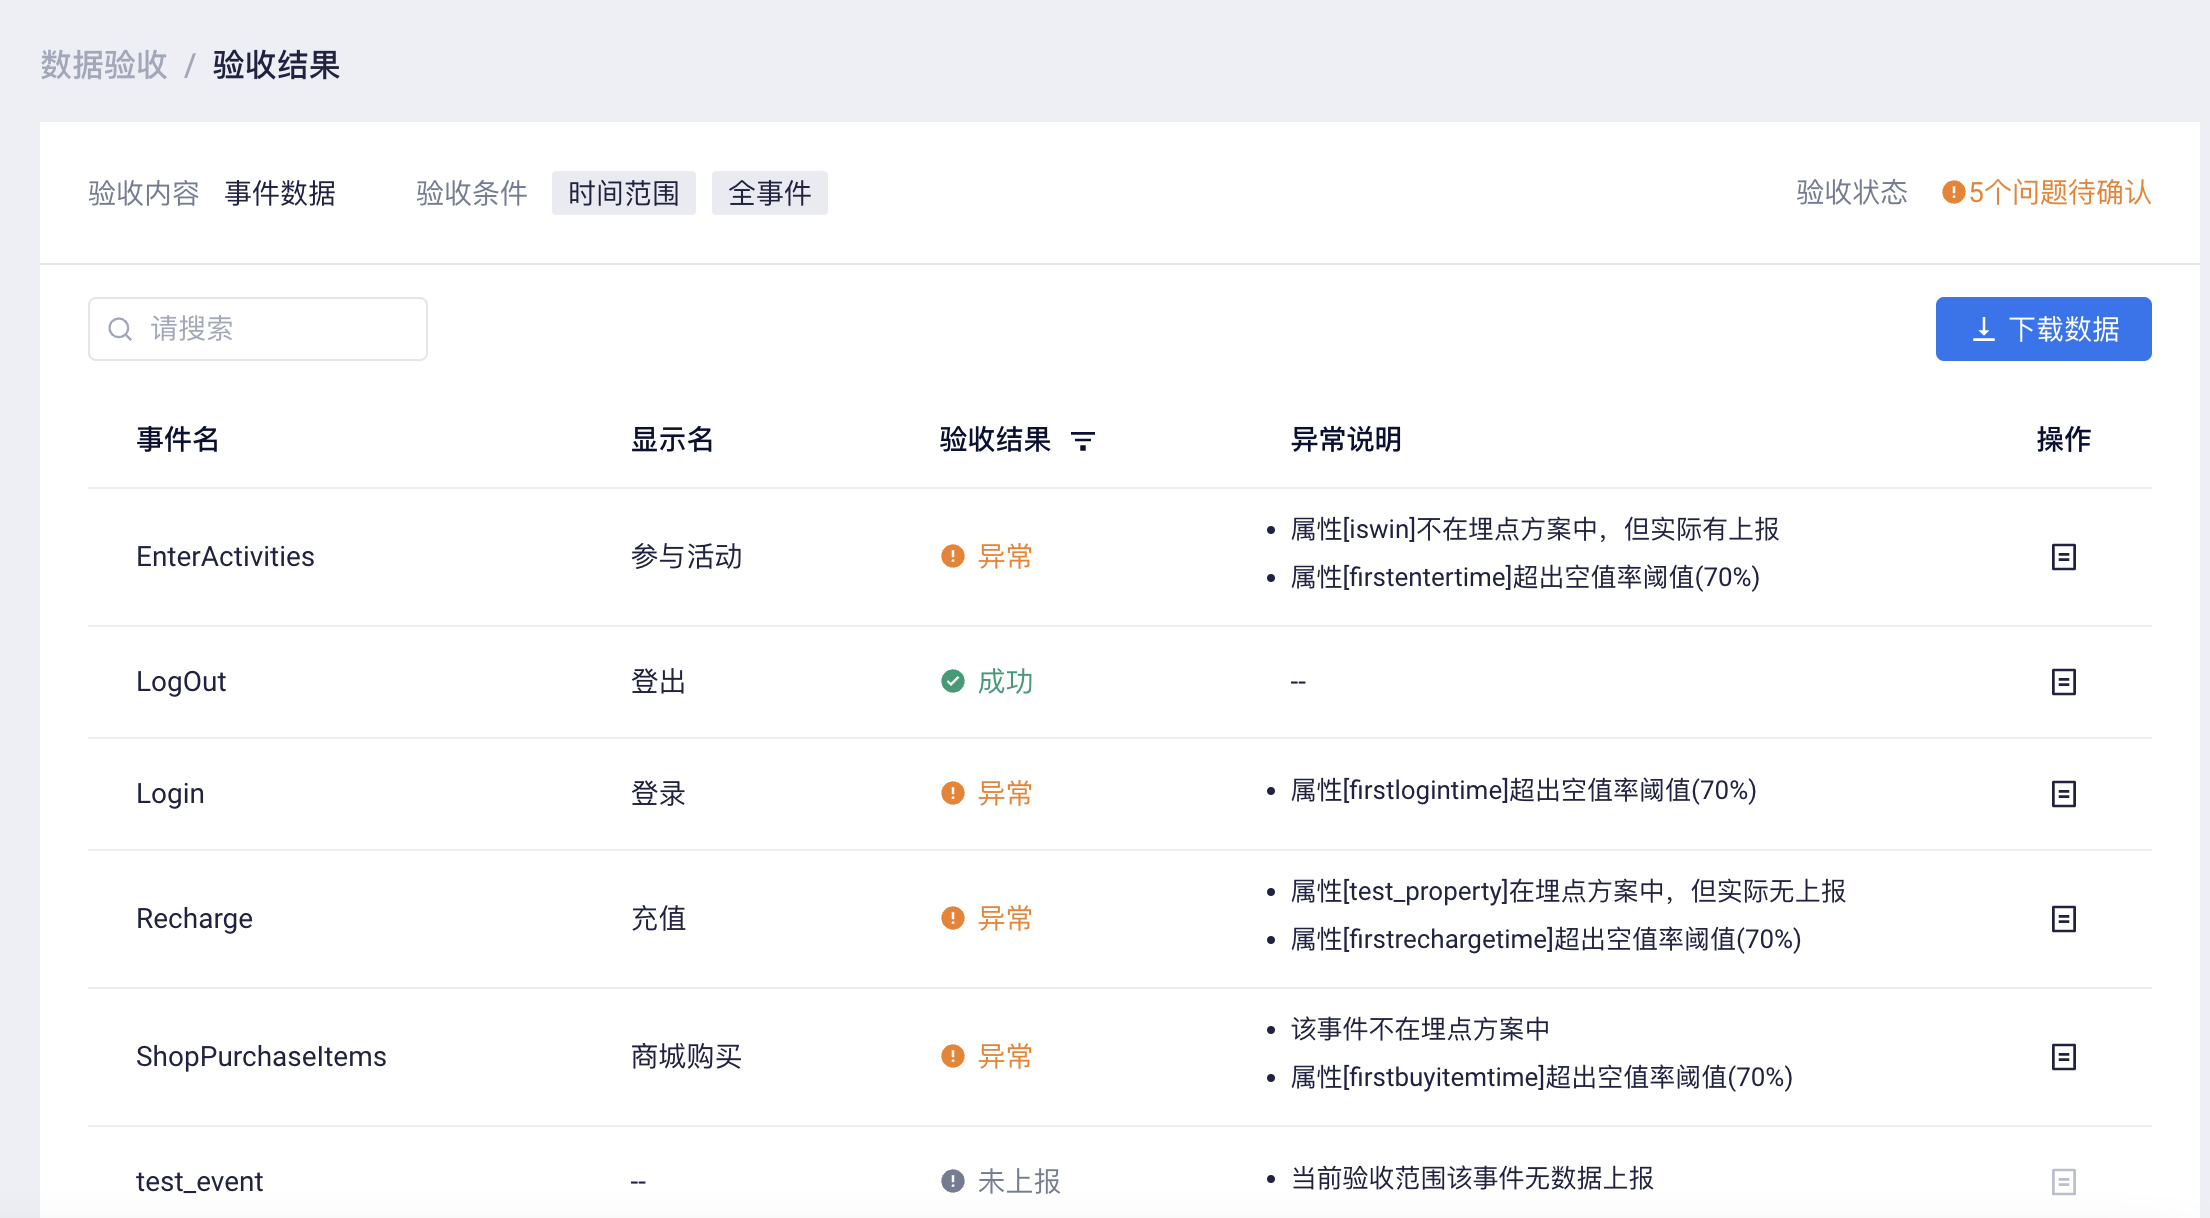 数据验收 / 验收结果
验收内容 事件数据 验收条件 时间范围 全事件 验收状态 5个问题待确认
请搜索 下载数据
事件名 显示名 验收结果 异常说明 操作
EnterActivities 参与活动 异常
• 属性[iswin]不在埋点方案中，但实际有上报
• 属性[firstentertime]超出空值率阈值(70%)
LogOut 登出 成功 --
Login 登录 异常 • 属性[firstlogintime]超出空值率阈值(70%)
Recharge 充值 异常
• 属性[test_property]在埋点方案中，但实际无上报
• 属性[firstrechargetime]超出空值率阈值(70%)
ShopPurchaseItems 商城购买 异常
• 该事件不在埋点方案中
• 属性[firstbuyitemtime]超出空值率阈值(70%)
test_event -- 未上报 • 当前验收范围该事件无数据上报